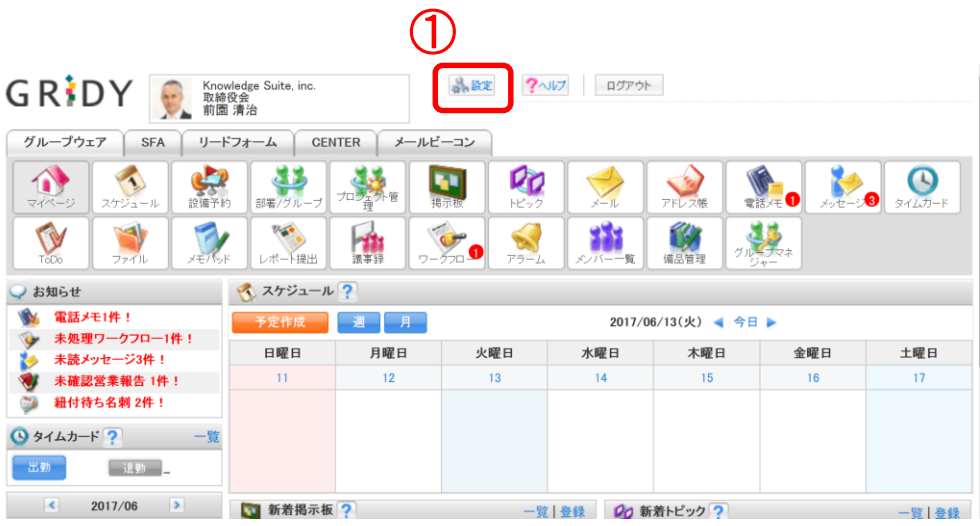 ①
GRIDY
Knowledge Suite, inc.
取締役会
前園 清治
設定
?ヘルプ
ログアウト
グループウェア SFA リードフォーム CENTER メールビーコン
マイページ スケジュール 設備予約 部署/グループ プロジェクト管理 掲示板 トピック メール アドレス帳 電話メモ 1 メッセージ 3 タイムカード
ToDo ファイル メモパッド レポート提出 議事録 ワークフロー 1 アラーム メンバー一覧 備品管理 グループマネジャー
お知らせ
電話メモ1件！
未処理ワークフロー1件！
未読メッセージ3件！
未確認営業報告 1件！
紐付待ち名刺 2件！
タイムカード ? 一覧
出勤 退勤 _
< 2017/06 >
スケジュール ?
予定作成 週 月 2017/06/13(火) ◀ 今日 ▶
日曜日 月曜日 火曜日 水曜日 木曜日 金曜日 土曜日
11 12 13 14 15 16 17
新着掲示板 ? 一覧 | 登録
新着トピック ? 一覧 | 登録